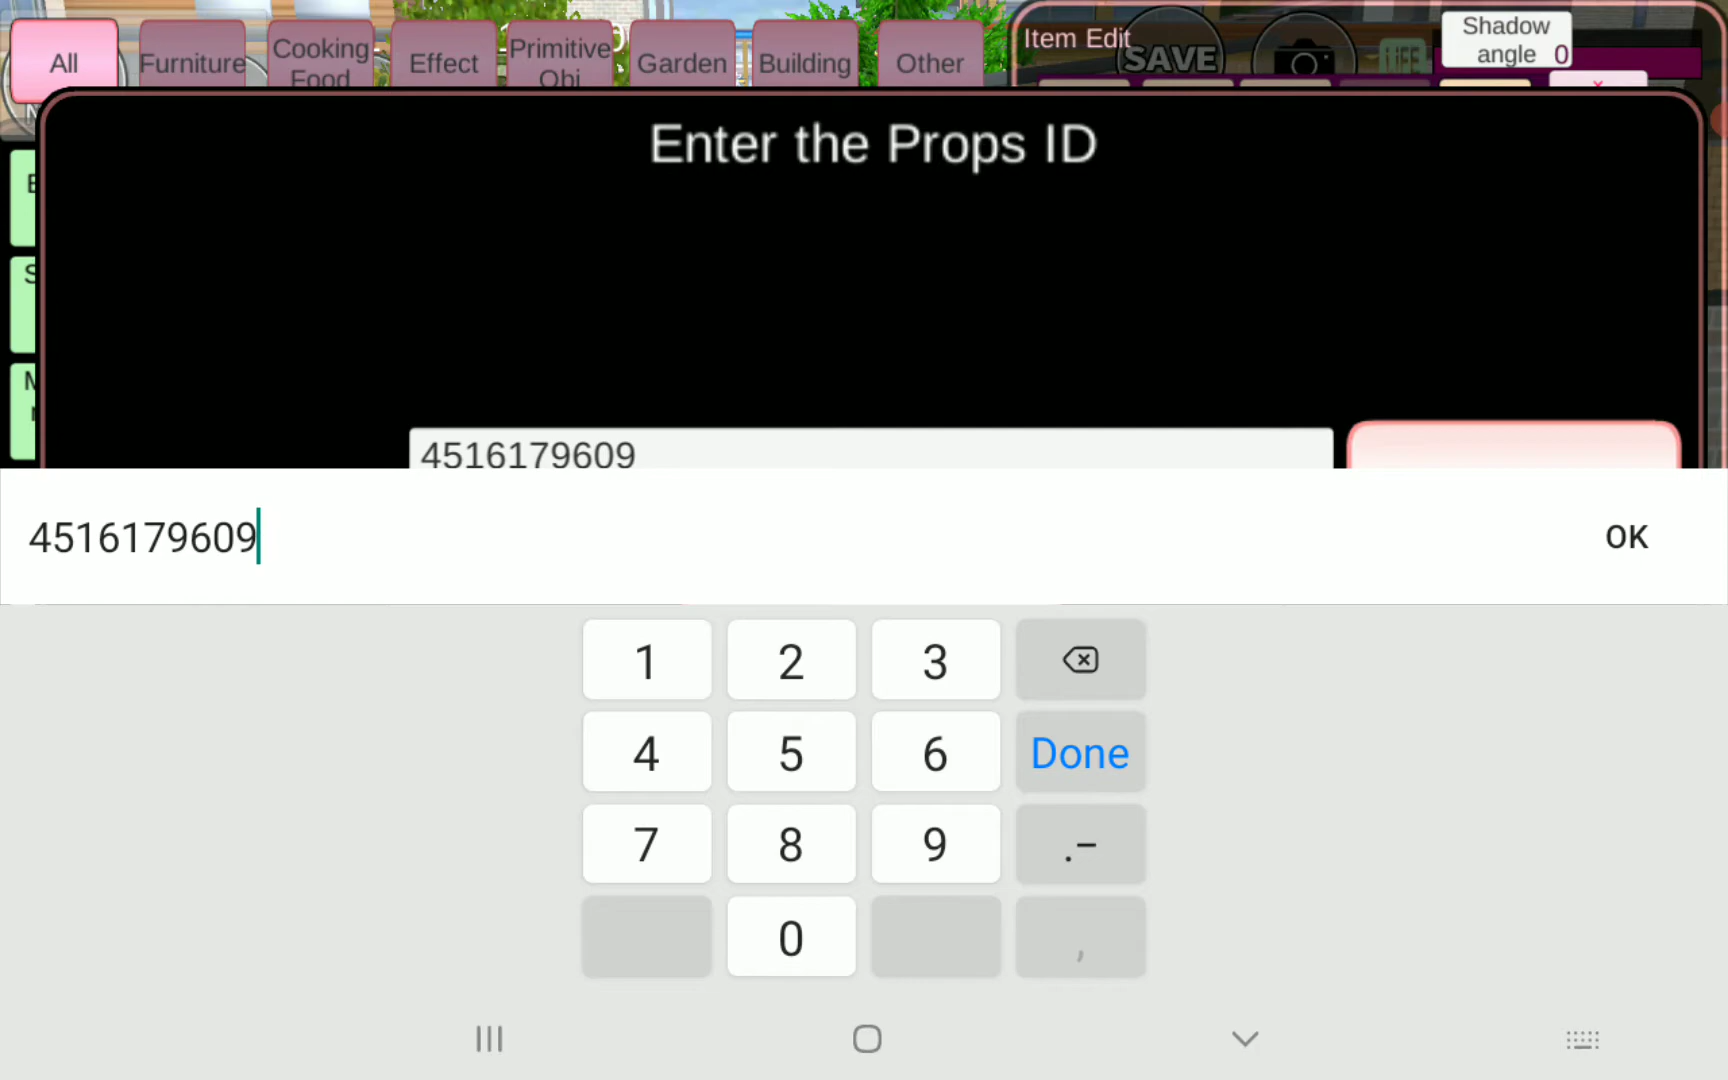 All
Furniture
Cooking
Food
Effect
Primitive
Obj
Garden
Building
Other
Item Edit
SAVE
Shadow
angle 0
Enter the Props ID
4516179609
4516179609
OK
1 2 3
4 5 6 Done
7 8 9 .-
0 ,